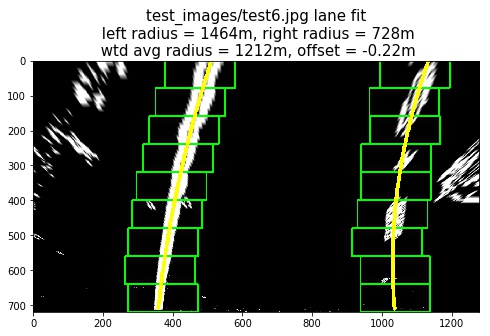 test_images/test6.jpg lane fit
left radius = 1464m, right radius = 728m
wtd avg radius = 1212m, offset = -0.22m
0
100
200
300
400
500
600
700
0 200 400 600 800 1000 1200